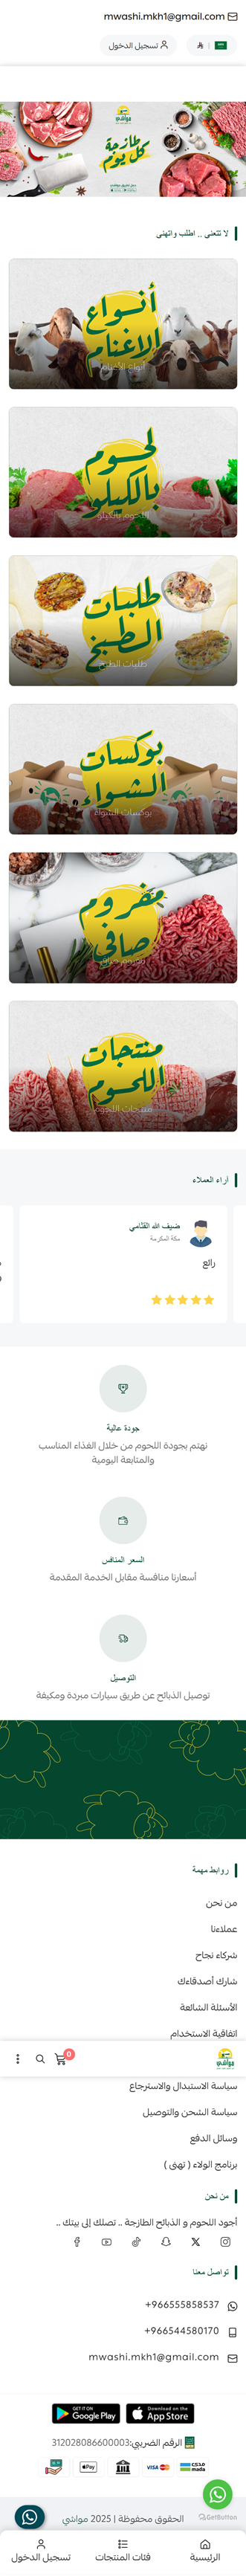 mwashi.mkh1@gmail.com
تسجيل الدخول
مواشي
طازجة
كل يوم
لا تتعنى .. اطلب واتهنى
أنواع
الاغنام
أنواع الأغنام
لحوم
بالكيلو
اللحوم بالكيلو
طلبات
الطبخ
طلبات الطبخ
بوكسات
الشواء
بوكسات الشواء
مفروم
صافي
مفروم صافي
منتجات
اللحوم
منتجات اللحوم
اراء العملاء
ضيف الله القثامي
مكة المكرمة
رائع
جودة عالية
نهتم بجودة اللحوم من خلال الغذاء المناسب
والمتابعة اليومية
السعر المنافس
أسعارنا منافسة مقابل الخدمة المقدمة
التوصيل
توصيل الذبائح عن طريق سيارات مبردة ومكيفة
روابط مهمة
من نحن
عملاءنا
شركاء نجاح
شارك أصدقاءك
الأسئلة الشائعة
اتفاقية الاستخدام
0
مواشي
سياسة الاستبدال والاسترجاع
سياسة الشحن والتوصيل
وسائل الدفع
برنامج الولاء ( تهنى )
من نحن
أجود اللحوم و الذبائح الطازجة .. تصلك إلى بيتك ..
تواصل معنا
+966555858537
+966544580170
mwashi.mkh1@gmail.com
GET IT ON
Google Play
Download on the
App Store
الرقم الضريبي:312028086600003
Pay
VISA
mada
GetButton
الحقوق محفوظة | 2025 مواشي
الرئيسية
فئات المنتجات
تسجيل الدخول